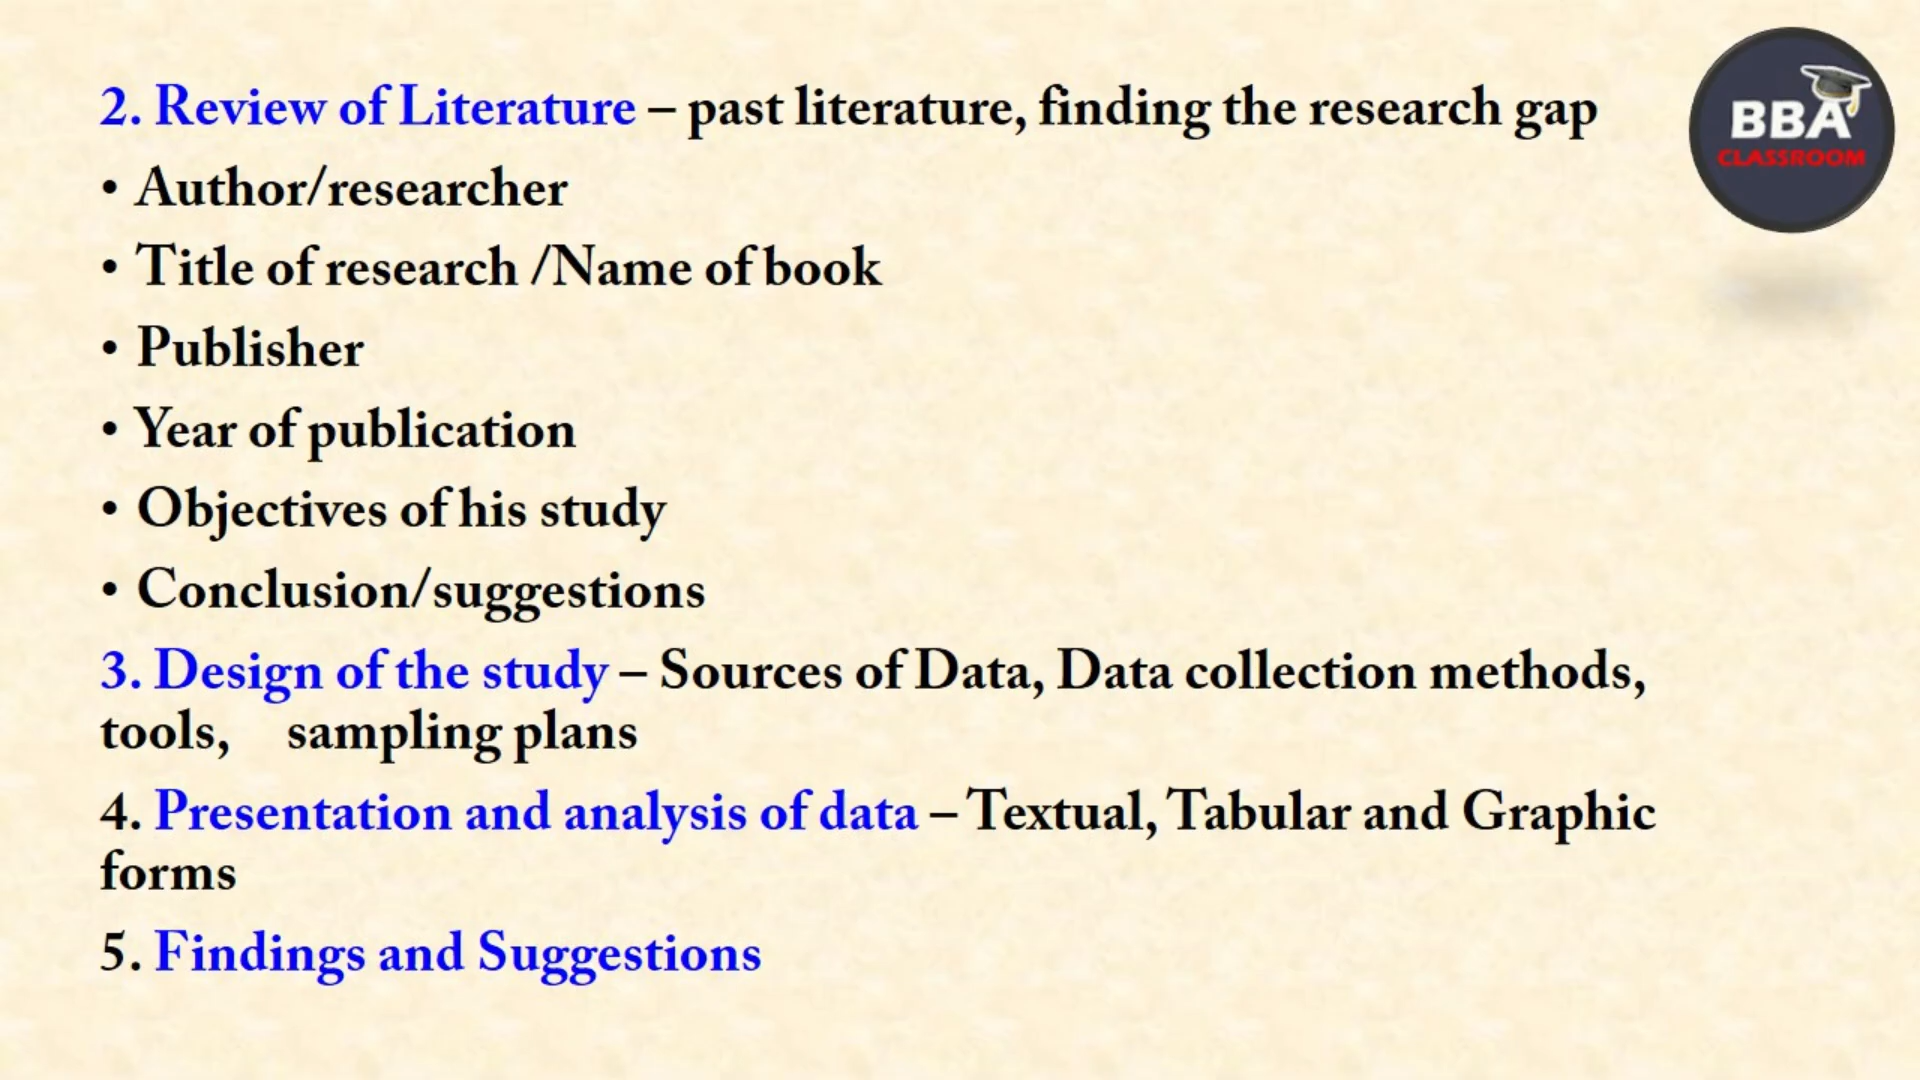 2. Review of Literature – past literature, finding the research gap
• Author/researcher
• Title of research /Name of book
• Publisher
• Year of publication
• Objectives of his study
• Conclusion/suggestions
3. Design of the study – Sources of Data, Data collection methods,
tools, sampling plans
4. Presentation and analysis of data – Textual, Tabular and Graphic
forms
5. Findings and Suggestions
BBA
CLASSROOM